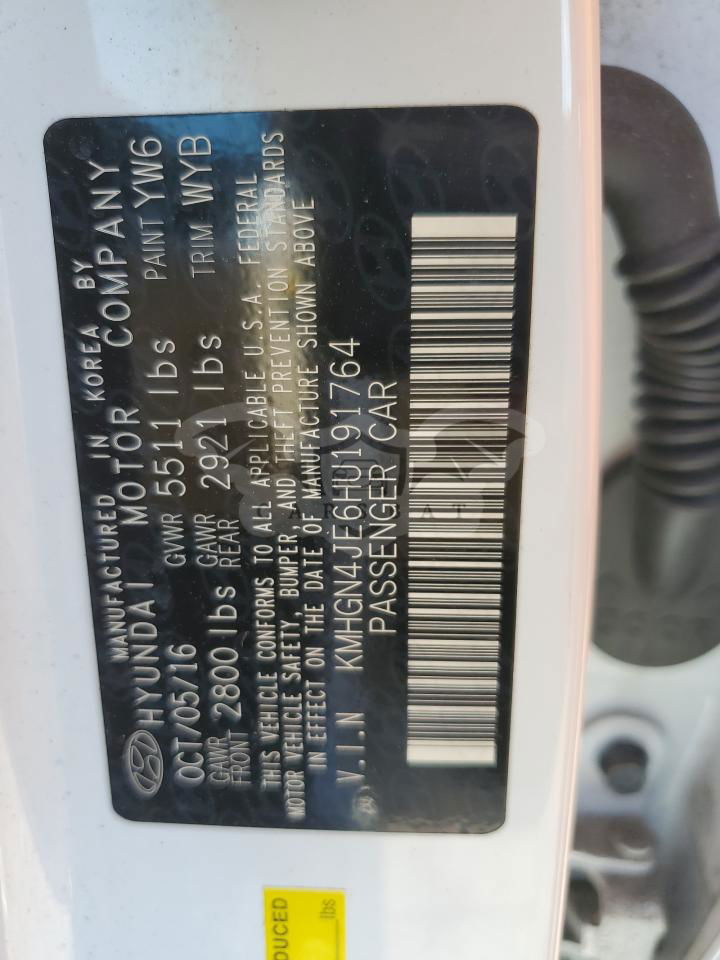 MANUFACTURED IN KOREA BY
HYUNDAI MOTOR COMPANY
OCT/05/16 GVWR 5511 lbs PAINT YW6
GAWR FRONT 2800 lbs GAWR REAR 2921 lbs TRIM WYB
THIS VEHICLE CONFORMS TO ALL APPLICABLE U.S.A. FEDERAL
MOTOR VEHICLE SAFETY, BUMPER, AND THEFT PREVENTION STANDARDS
IN EFFECT ON THE DATE OF MANUFACTURE SHOWN ABOVE
V.I.N KMHGN4JE6HU191764
PASSENGER CAR
DUCED
lbs